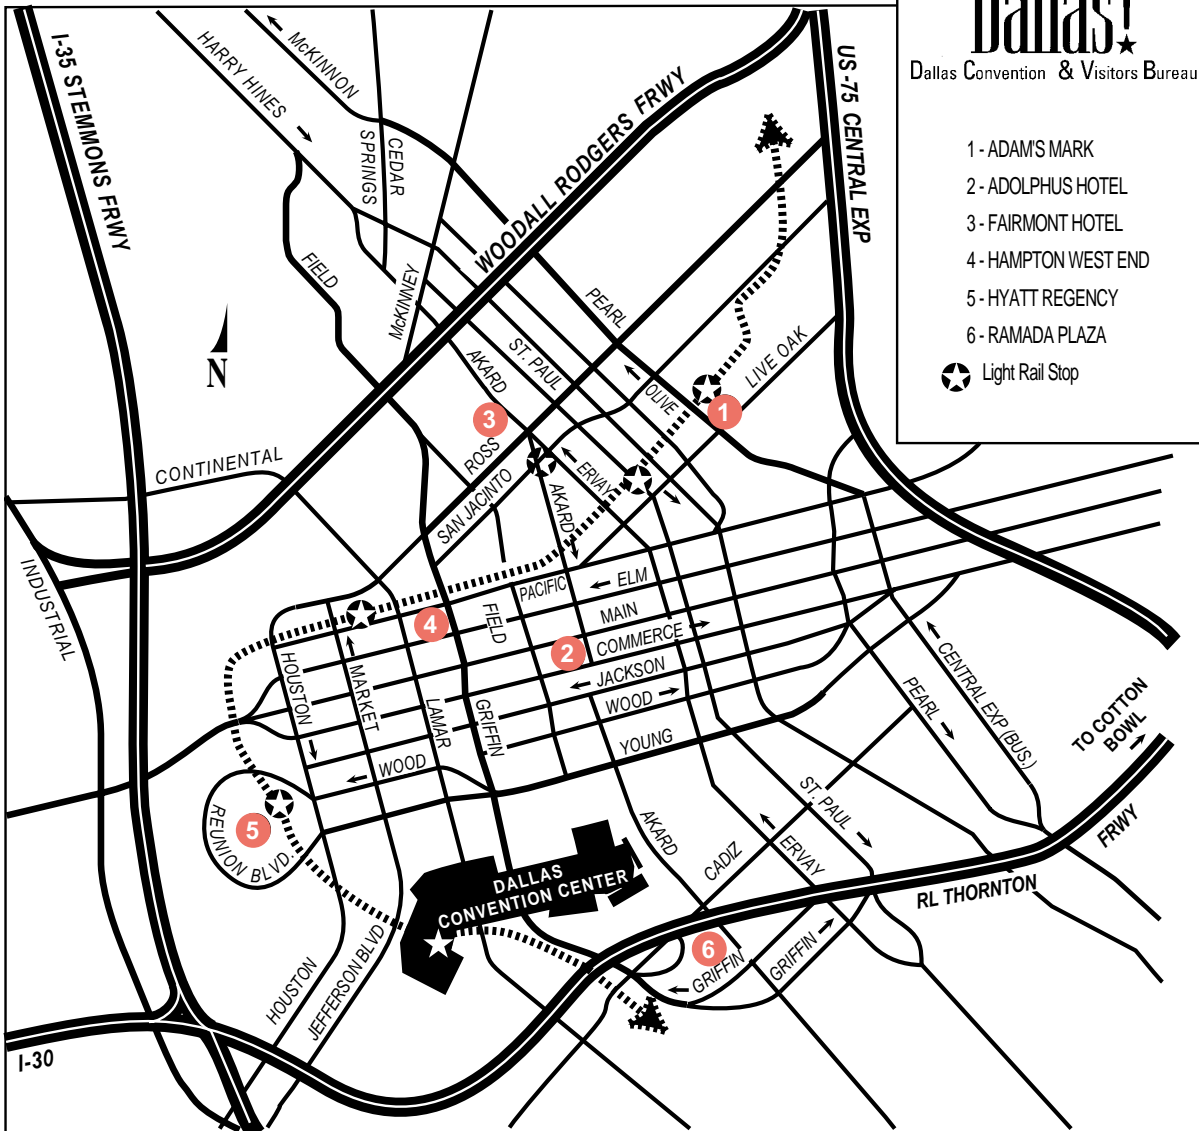 Dallas!
Dallas Convention & Visitors Bureau
1 - ADAM'S MARK
2 - ADOLPHUS HOTEL
3 - FAIRMONT HOTEL
4 - HAMPTON WEST END
5 - HYATT REGENCY
6 - RAMADA PLAZA
Light Rail Stop
I-35 STEMMONS FRWY
HARRY HINES
McKINNON
CEDAR
SPRINGS
WOODALL RODGERS FRWY
US -75 CENTRAL EXP
FIELD
McKINNEY
PEARL
N
AKARD
ST. PAUL
OLIVE
LIVE OAK
1
3
ROSS
CONTINENTAL
SAN JACINTO
ERVAY
AKARD
INDUSTRIAL
PACIFIC
ELM
4
FIELD
MAIN
2
COMMERCE
HOUSTON
MARKET
JACKSON
LAMAR
GRIFFIN
WOOD
PEARL
CENTRAL EXP (BUS.)
TO COTTON
BOWL
YOUNG
WOOD
5
REUNION BLVD.
ST. PAUL
AKARD
CADIZ
ERVAY
FRWY
DALLAS
CONVENTION CENTER
RL THORNTON
6
GRIFFIN
GRIFFIN
HOUSTON
JEFFERSON BLVD
I-30